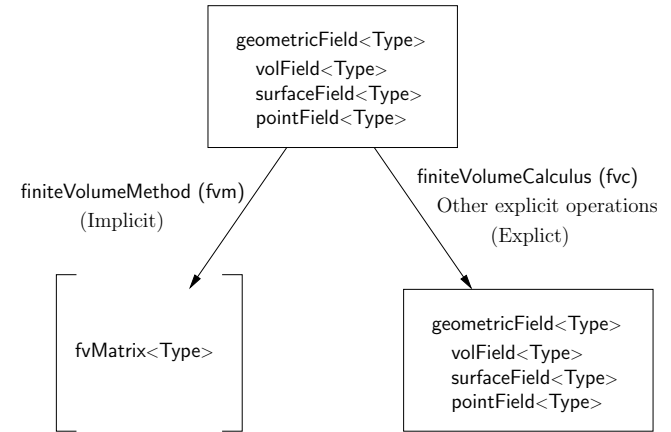 geometricField<Type>
volField<Type>
surfaceField<Type>
pointField<Type>
finiteVolumeMethod (fvm)
(Implicit)
finiteVolumeCalculus (fvc)
Other explicit operations
(Explict)
fvMatrix<Type>
geometricField<Type>
volField<Type>
surfaceField<Type>
pointField<Type>